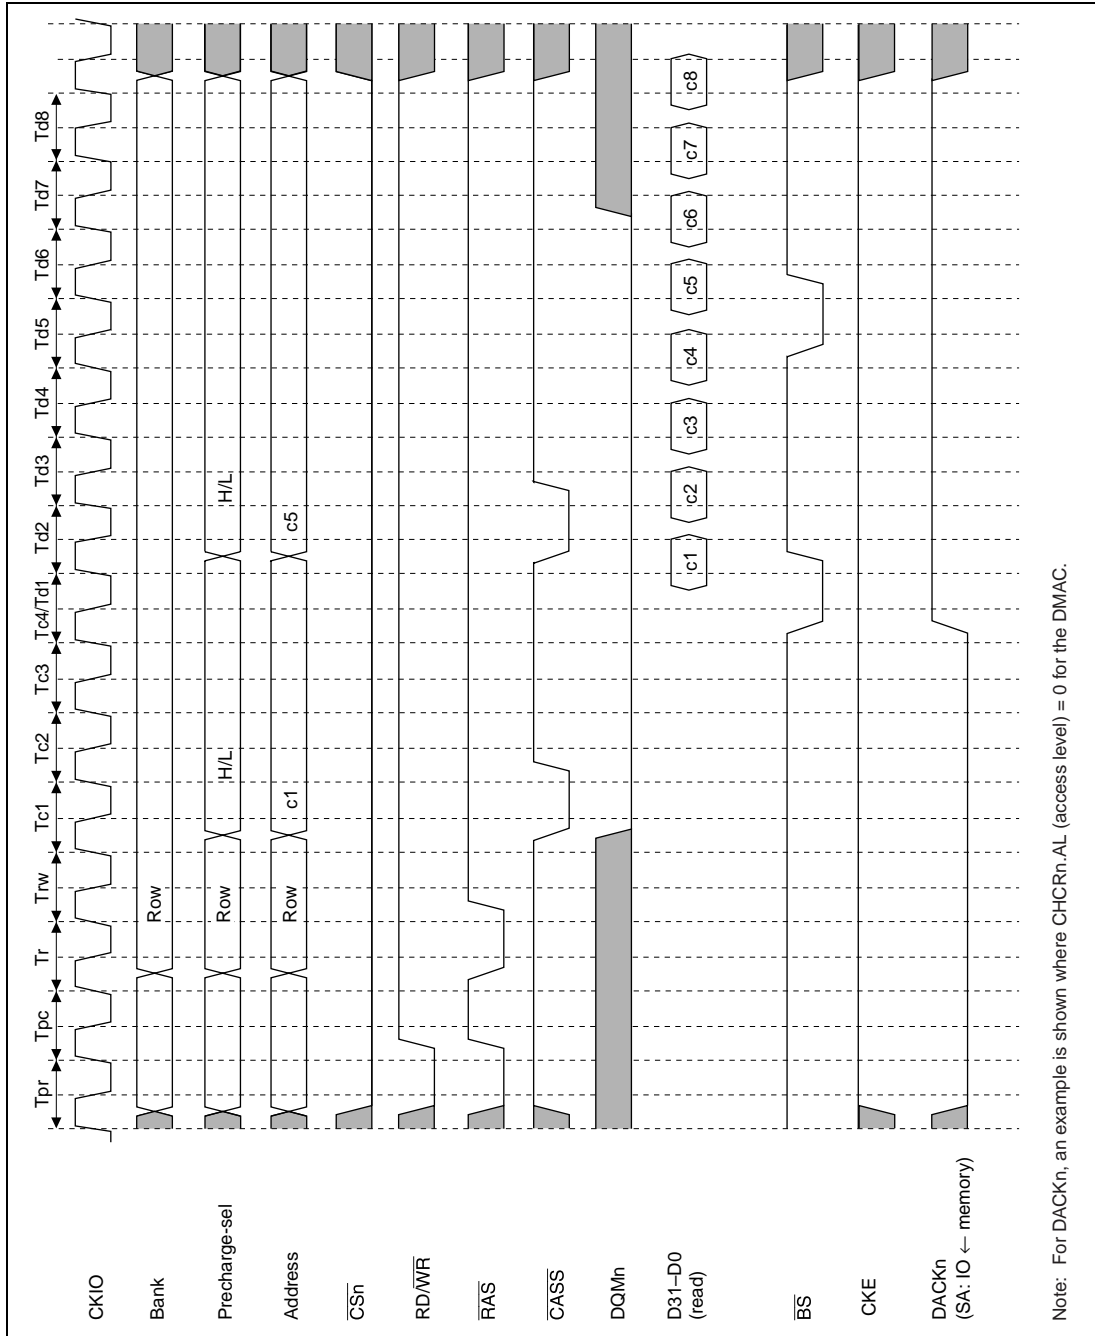 Tpr Tpc Tr Trw Tc1 Tc2 Tc3 Tc4/Td1 Td2 Td3 Td4 Td5 Td6 Td7 Td8
CKIO
Bank Row
Precharge-sel Row H/L H/L
Address Row c1 c5
CSn
RD/WR
RAS
CASS
DQMn
D31–D0
(read)
c1 c2 c3 c4 c5 c6 c7 c8
BS
CKE
DACKn
(SA: IO ← memory)
Note: For DACKn, an example is shown where CHCRn.AL (access level) = 0 for the DMAC.